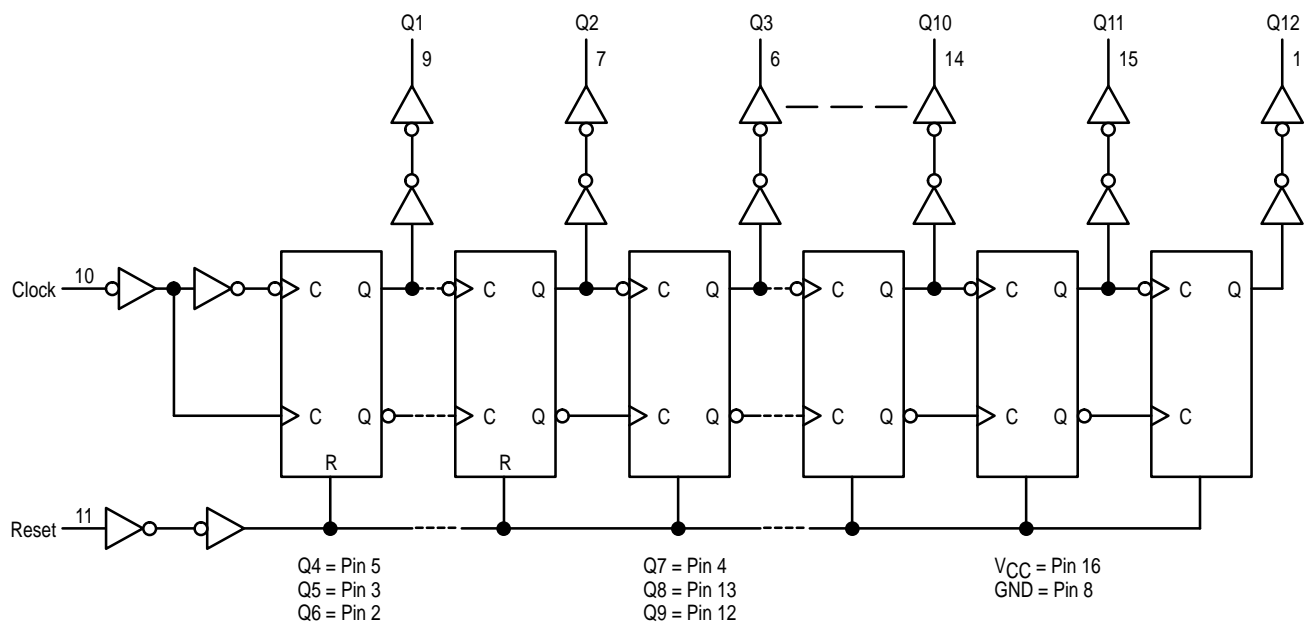 Q1 Q2 Q3 Q10 Q11 Q12
9 7 6 14 15 1
Clock 10 C Q C Q C Q C Q C Q C Q
C Q C Q C Q C Q C Q C
R R
Reset 11
Q4 = Pin 5
Q5 = Pin 3
Q6 = Pin 2
Q7 = Pin 4
Q8 = Pin 13
Q9 = Pin 12
VCC = Pin 16
GND = Pin 8